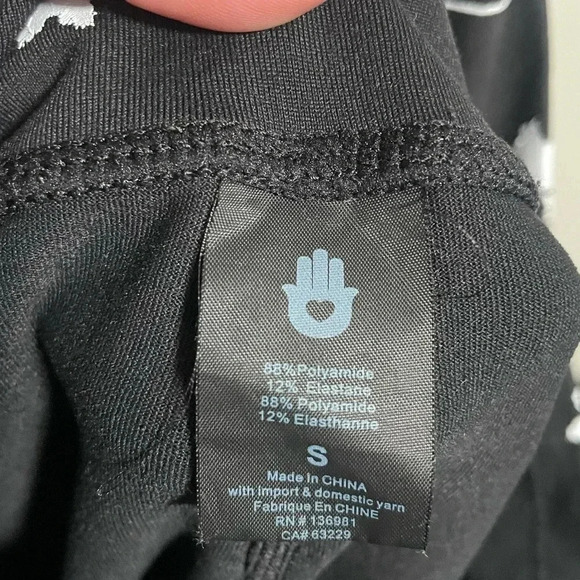 88% Polyamide
12% Elastane
88% Polyamide
12% Elasthanne
S
Made In CHINA
with import & domestic yarn
Fabrique En CHINE
RN # 136981
CA# 63229